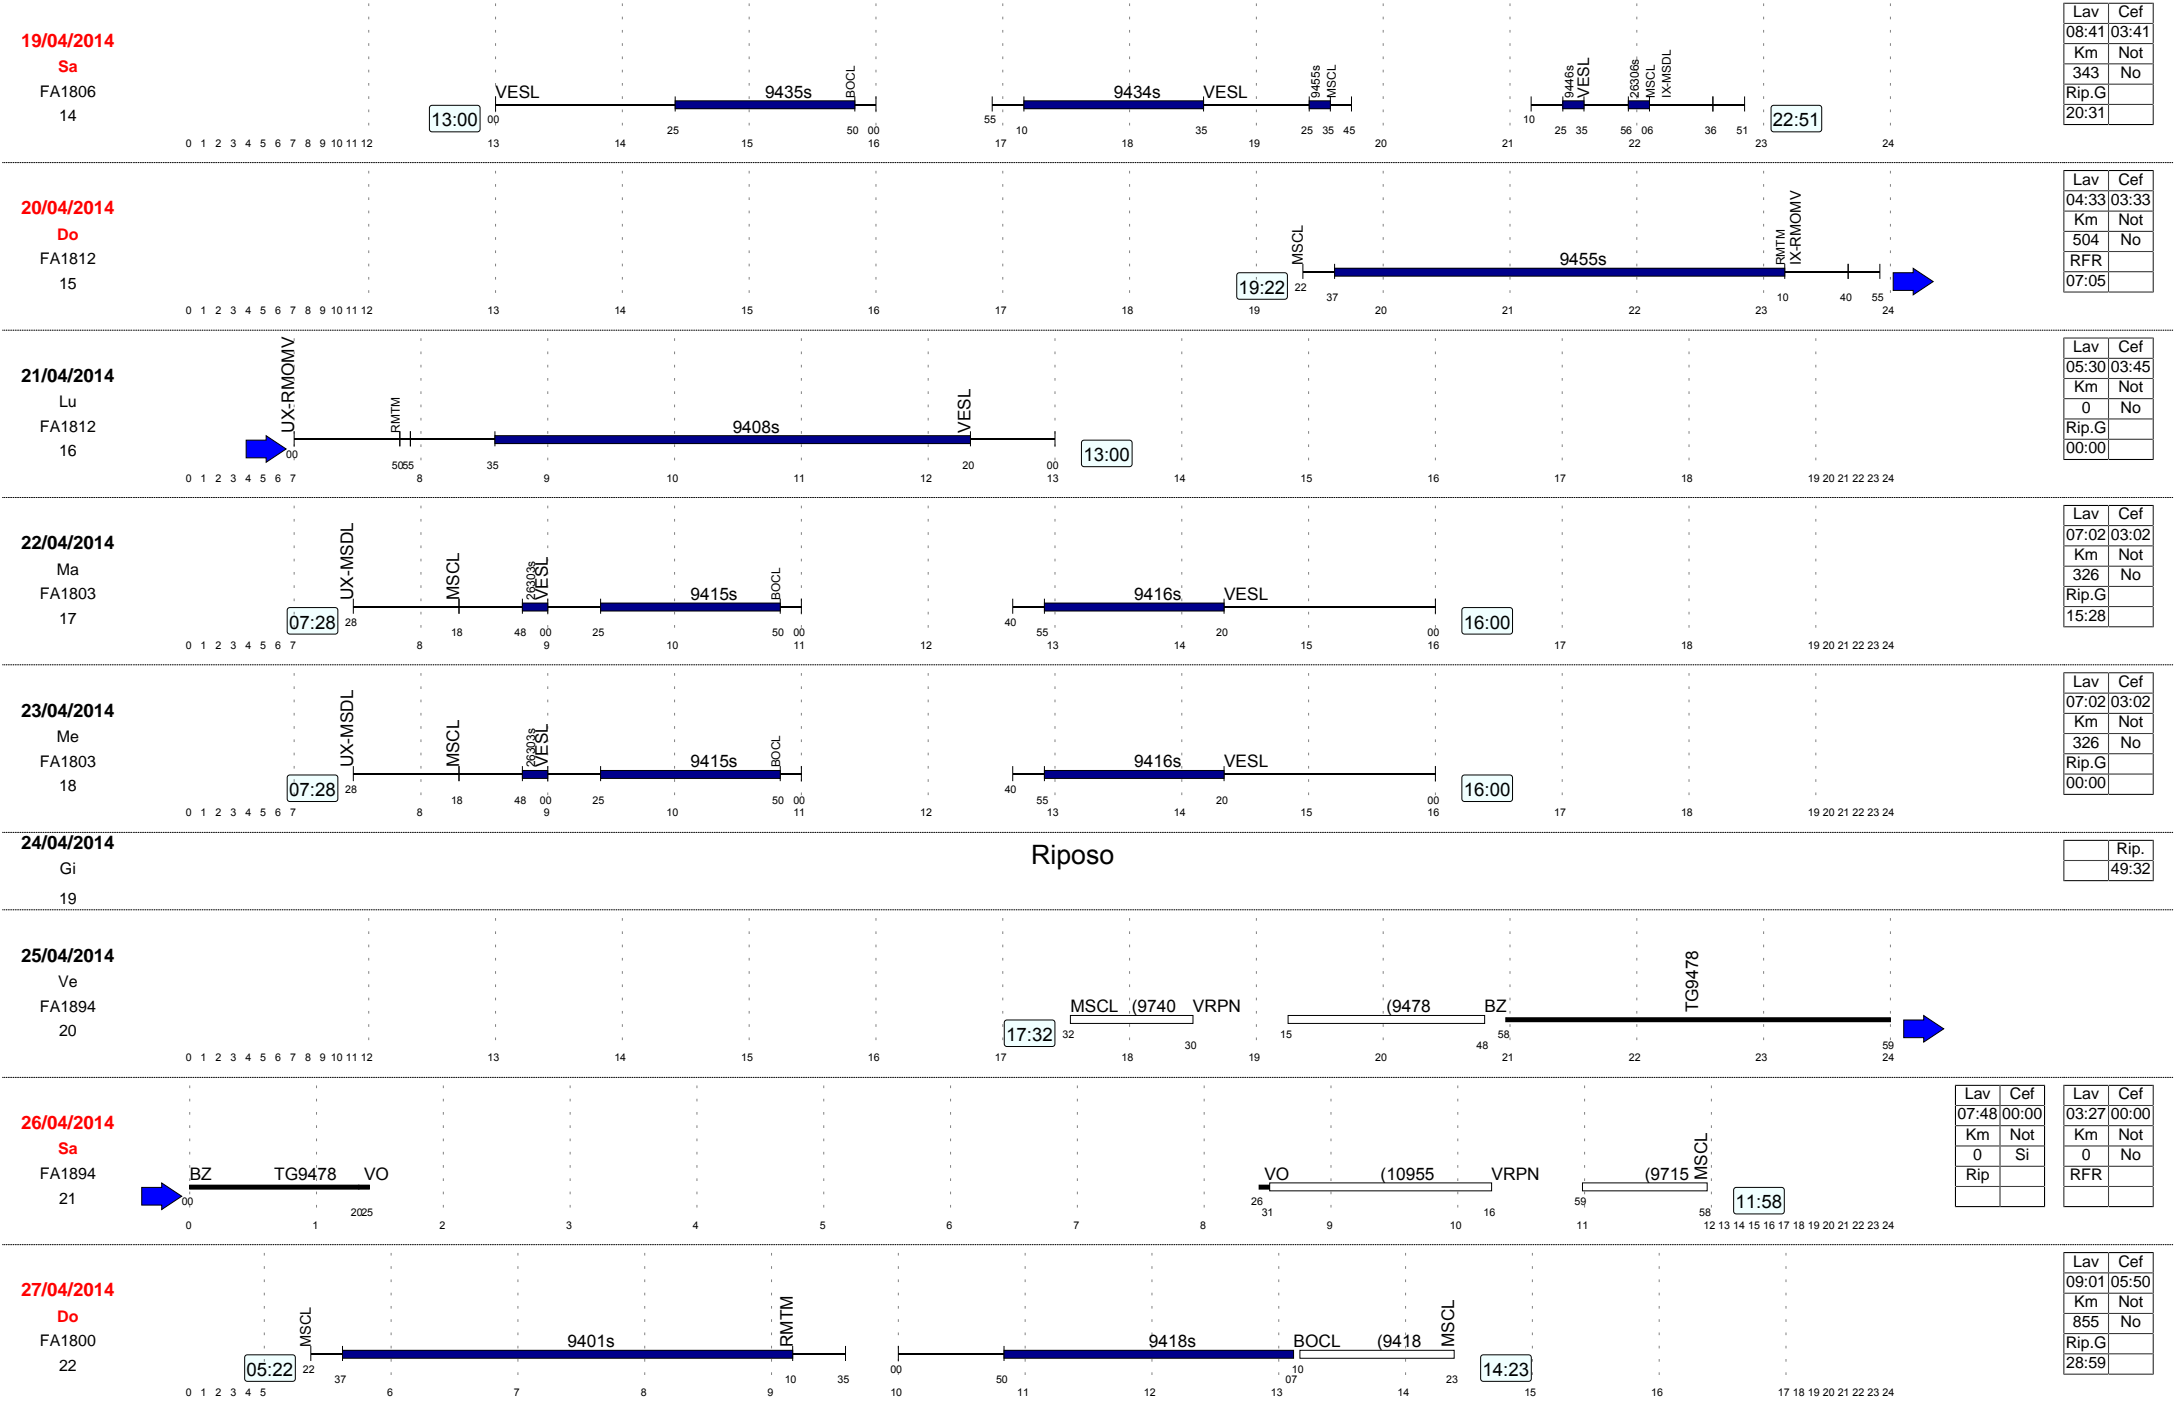 19/04/2014
Sa
FA1806
14
13:00 VESL 9435s BOCL 9434s VESL 9455s MSCL 9446s VESL 26306s MSCL IX-MSDL 22:51
00 25 50 00 55 10 35 25 35 45 10 25 35 56 06 36 51
0 1 2 3 4 5 6 7 8 9 10 11 12 13 14 15 16 17 18 19 20 21 22 23 24
Lav Cef
08:41 03:41
Km Not
343 No
Rip.G
20:31
20/04/2014
Do
FA1812
15
19:22 MSCL 9455s RMTM IX-RMOMV
22 37 10 40 55
0 1 2 3 4 5 6 7 8 9 10 11 12 13 14 15 16 17 18 19 20 21 22 23 24
Lav Cef
04:33 03:33
Km Not
504 No
RFR
07:05
21/04/2014
Lu
FA1812
16
UX-RMOMV RMTM 9408s VESL 13:00
00 50 55 35 20 00
0 1 2 3 4 5 6 7 8 9 10 11 12 13 14 15 16 17 18 19 20 21 22 23 24
Lav Cef
05:30 03:45
Km Not
0 No
Rip.G
00:00
22/04/2014
Ma
FA1803
17
07:28 UX-MSDL MSCL 26303s VESL 9415s BOCL 9416s VESL 16:00
28 18 48 00 25 50 00 40 55 20 00
0 1 2 3 4 5 6 7 8 9 10 11 12 13 14 15 16 17 18 19 20 21 22 23 24
Lav Cef
07:02 03:02
Km Not
326 No
Rip.G
15:28
23/04/2014
Me
FA1803
18
07:28 UX-MSDL MSCL 26303s VESL 9415s BOCL 9416s VESL 16:00
28 18 48 00 25 50 00 40 55 20 00
0 1 2 3 4 5 6 7 8 9 10 11 12 13 14 15 16 17 18 19 20 21 22 23 24
Lav Cef
07:02 03:02
Km Not
326 No
Rip.G
00:00
24/04/2014
Gi
19
Riposo
Rip.
49:32
25/04/2014
Ve
FA1894
20
17:32 MSCL (9740 VRPN (9478 BZ TG9478
32 30 15 48 58 59
0 1 2 3 4 5 6 7 8 9 10 11 12 13 14 15 16 17 18 19 20 21 22 23 24
26/04/2014
Sa
FA1894
21
BZ TG9478 VO VO (10955 VRPN (9715 MSCL 11:58
00 20 25 26 31 16 59 58
0 1 2 3 4 5 6 7 8 9 10 11 12 13 14 15 16 17 18 19 20 21 22 23 24
Lav Cef
07:48 00:00
Km Not
0 Si
Rip
Lav Cef
03:27 00:00
Km Not
0 No
RFR
27/04/2014
Do
FA1800
22
05:22 MSCL 9401s RMTM 9418s BOCL (9418 MSCL 14:23
22 37 10 35 00 50 07 10 23
0 1 2 3 4 5 6 7 8 9 10 11 12 13 14 15 16 17 18 19 20 21 22 23 24
Lav Cef
09:01 05:50
Km Not
855 No
Rip.G
28:59